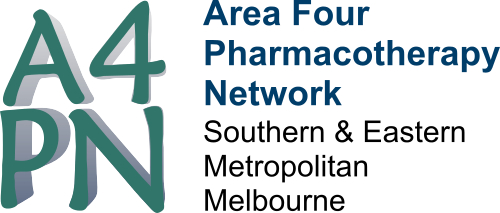 A4
PN
Area Four
Pharmacotherapy
Network
Southern & Eastern
Metropolitan
Melbourne